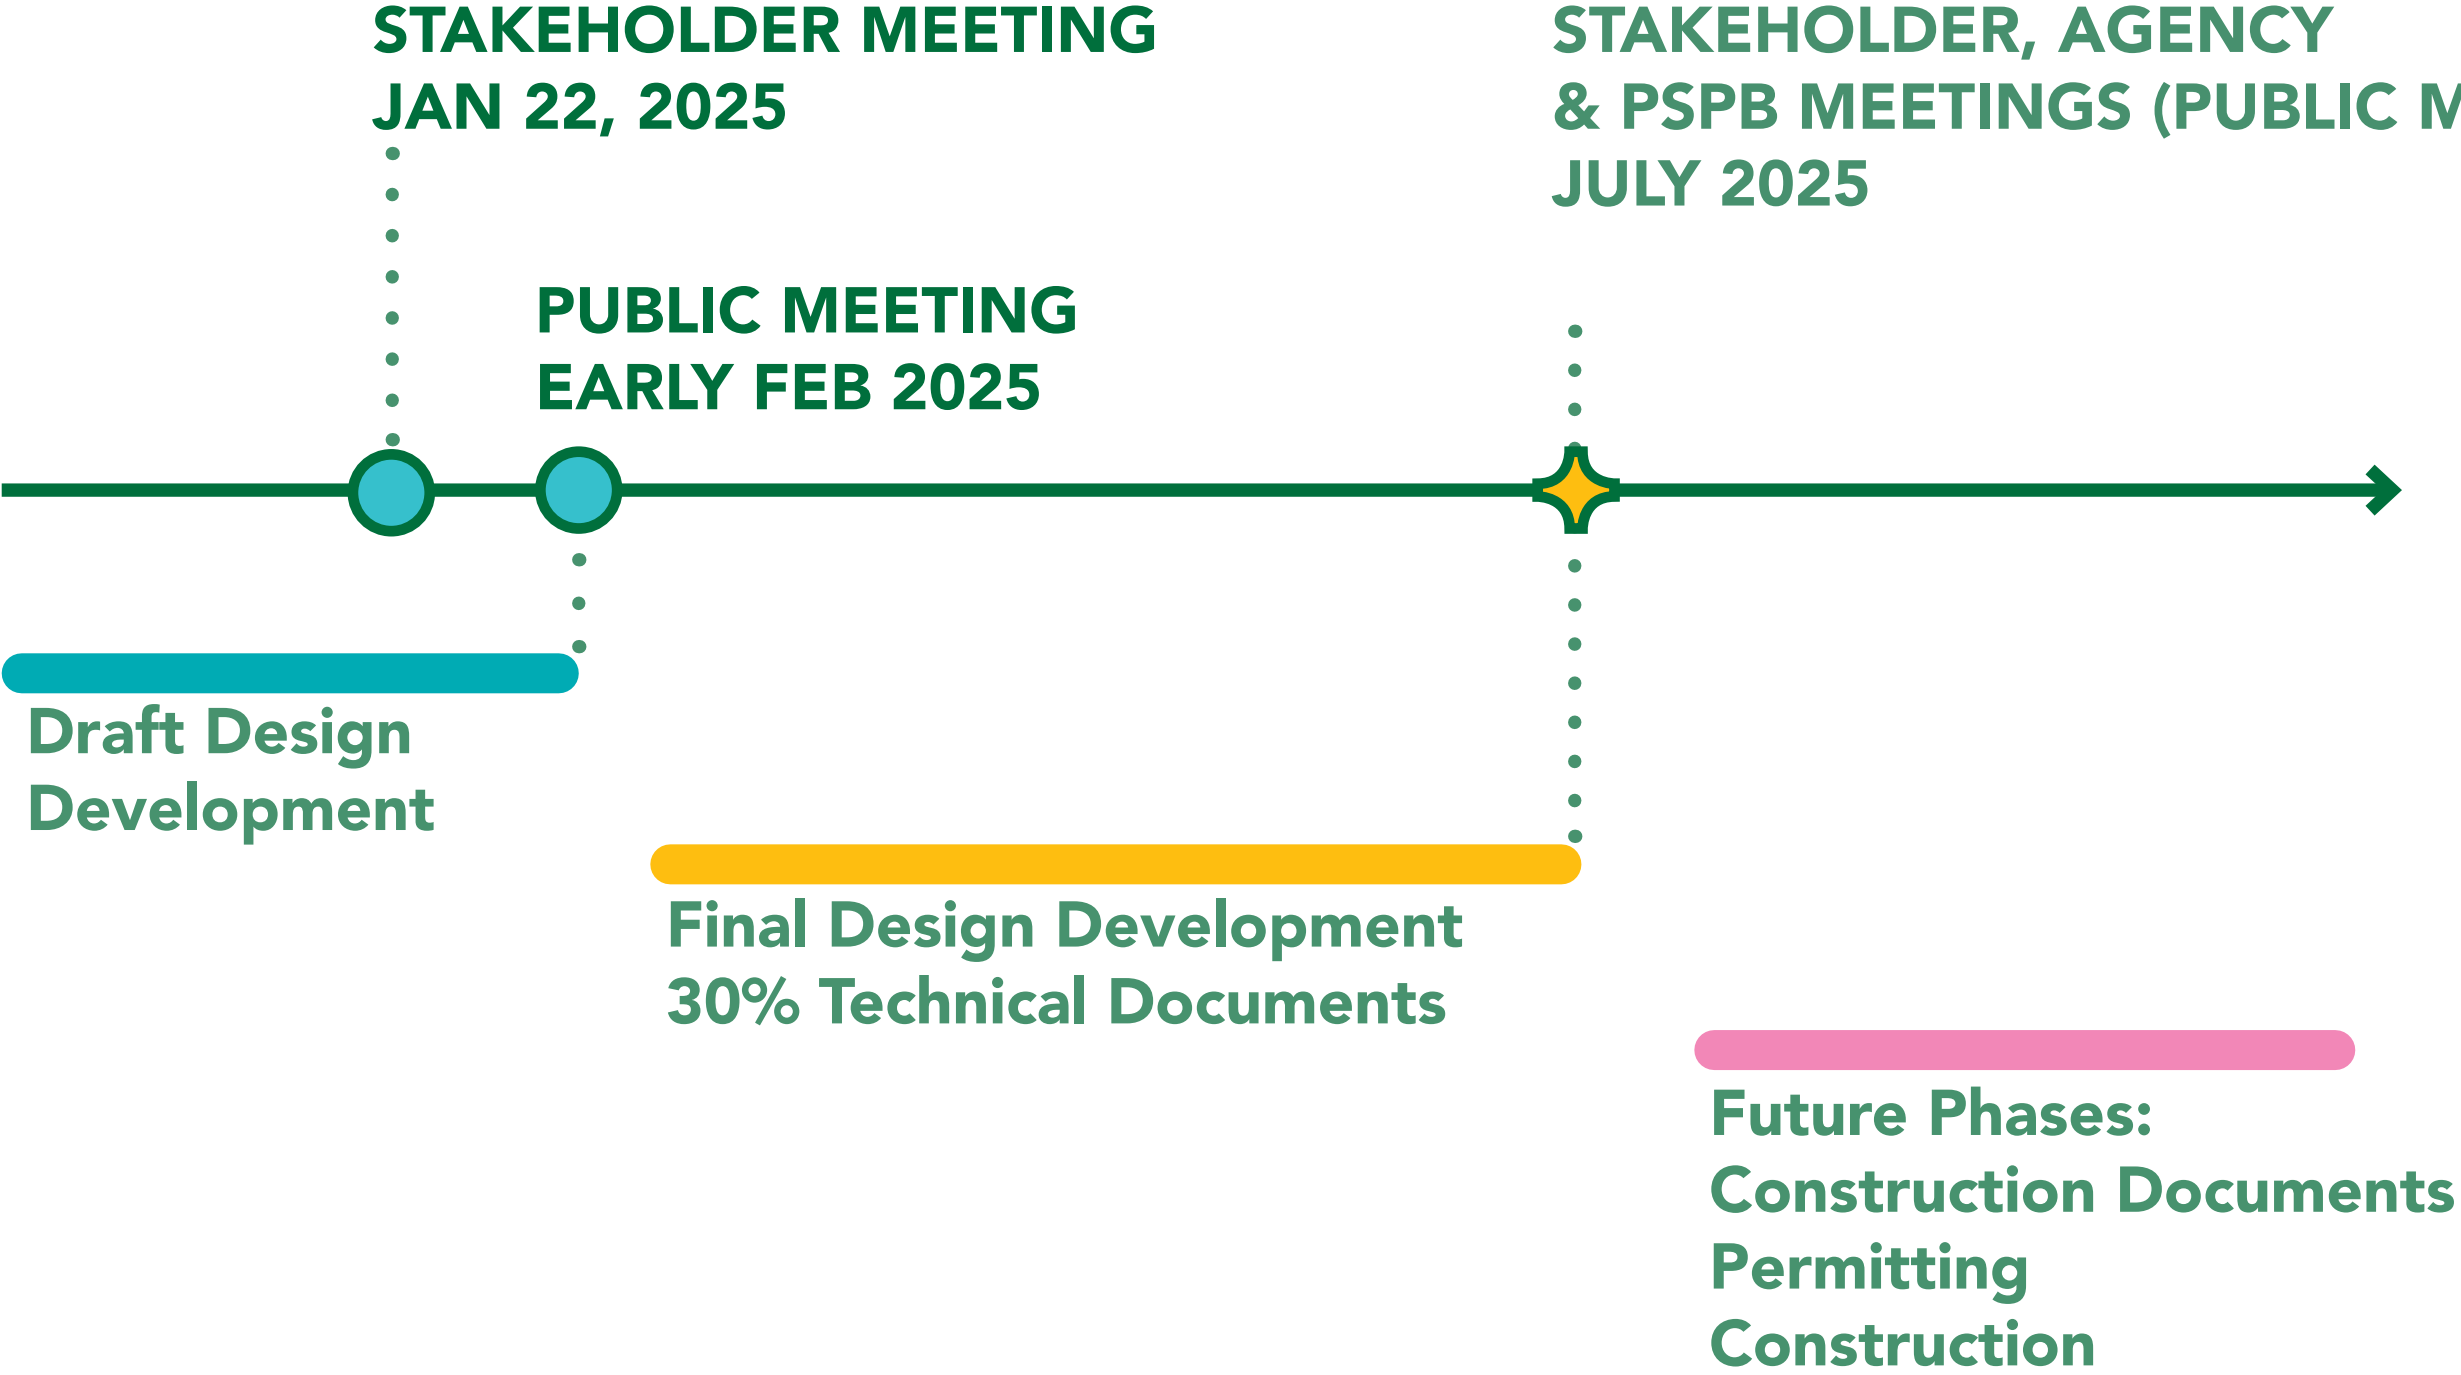 STAKEHOLDER MEETING
JAN 22, 2025
PUBLIC MEETING
EARLY FEB 2025
STAKEHOLDER, AGENCY
& PSPB MEETINGS (PUBLIC
JULY 2025
Draft Design
Development
Final Design Development
30% Technical Documents
Future Phases:
Construction Documents
Permitting
Construction